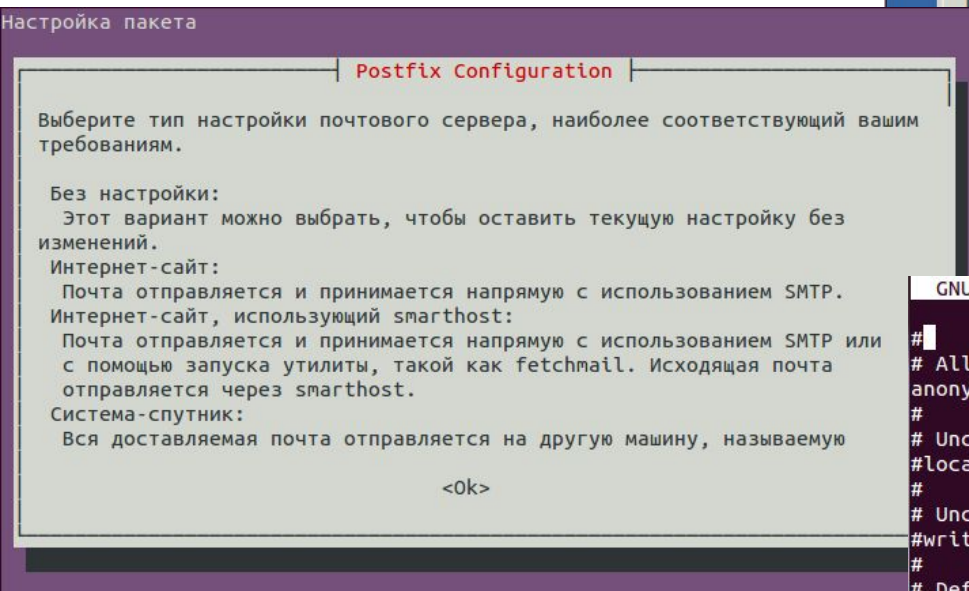 Настройка пакета
Postfix Configuration
Выберите тип настройки почтового сервера, наиболее соответствующий вашим
требованиям.
Без настройки:
Этот вариант можно выбрать, чтобы оставить текущую настройку без
изменений.
Интернет-сайт:
Почта отправляется и принимается напрямую с использованием SMTP.
Интернет-сайт, использующий smarthost:
Почта отправляется и принимается напрямую с использованием SMTP или
с помощью запуска утилиты, такой как fetchmail. Исходящая почта
отправляется через smarthost.
Система-спутник:
Вся доставляемая почта отправляется на другую машину, называемую
<Ok>
GNU
#
# All
anony
#
# Unc
#loca
#
# Unc
#writ
#
# Def